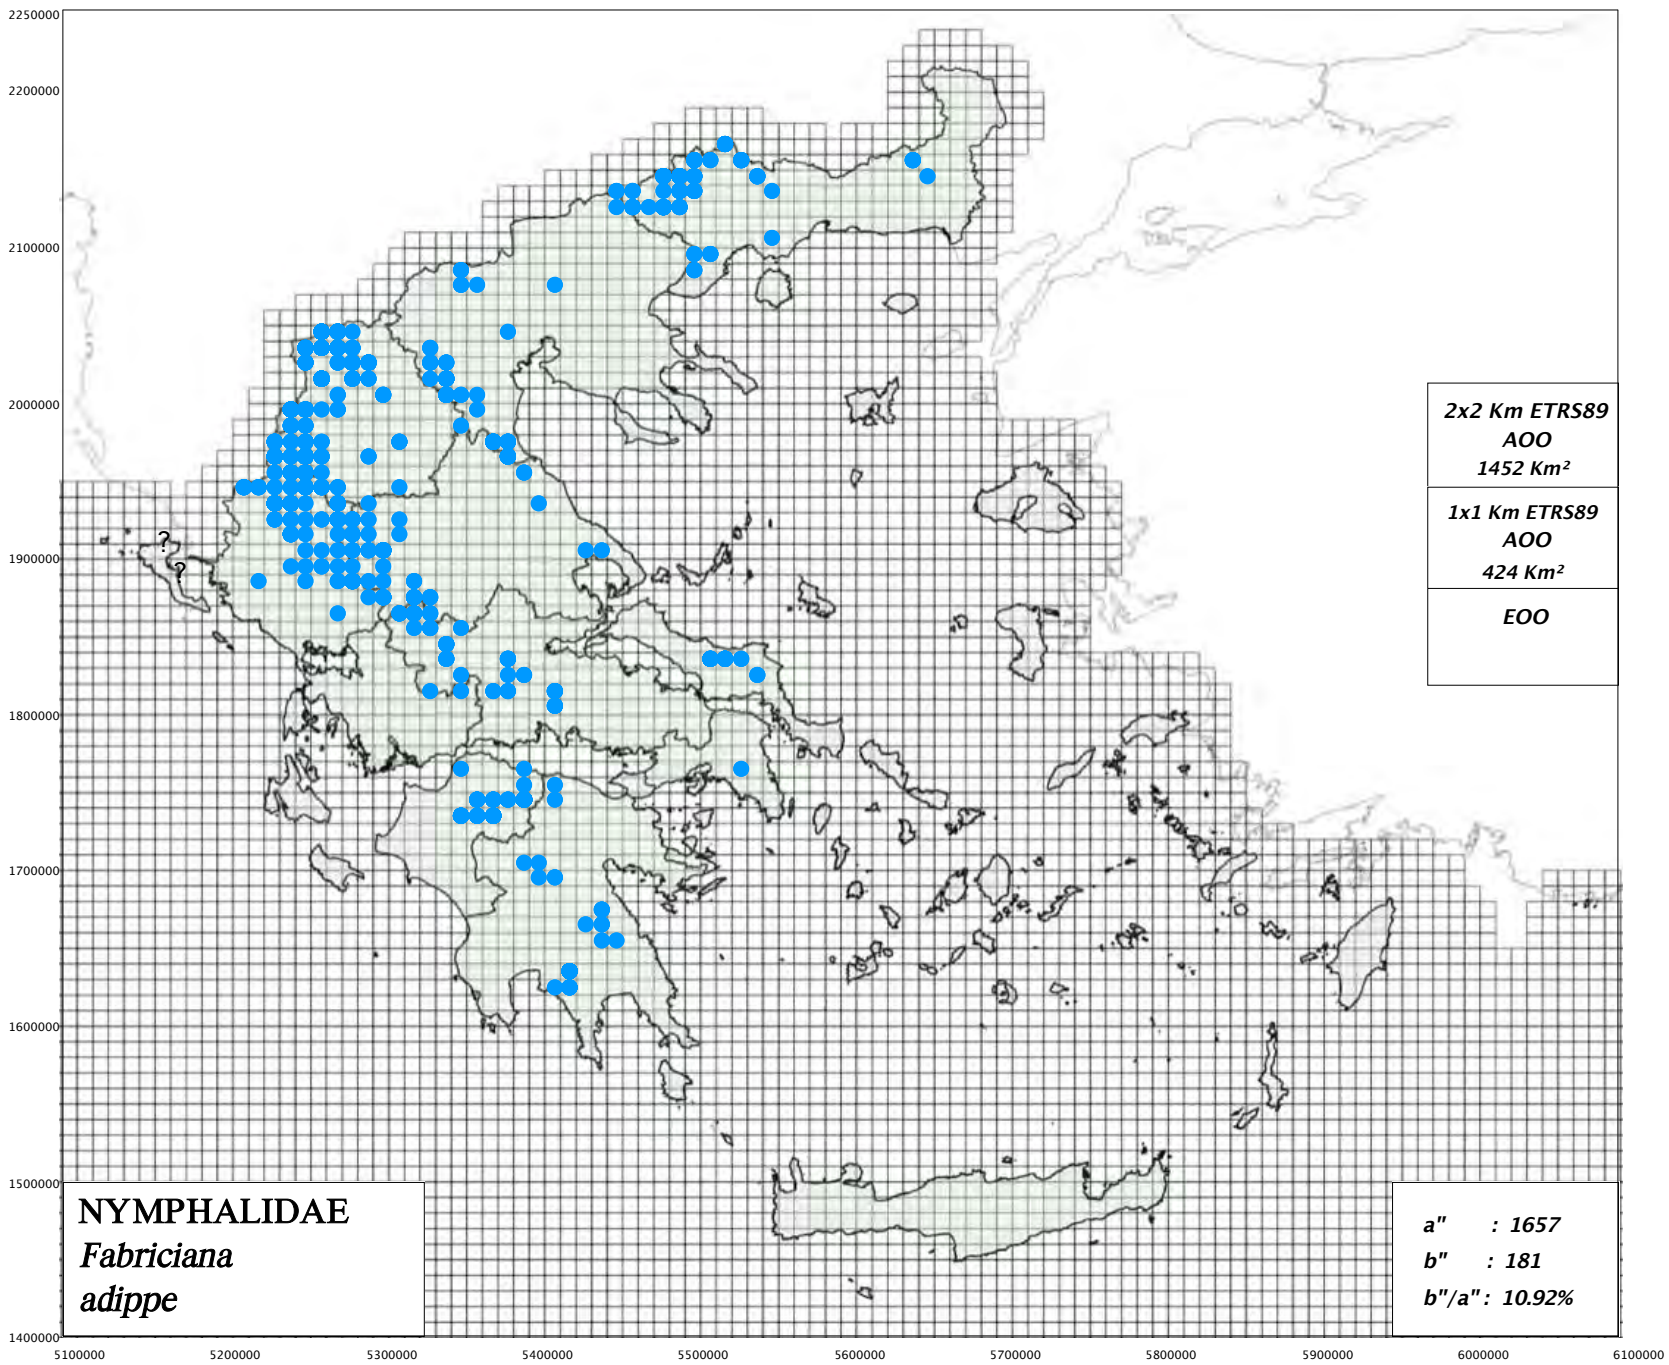 2250000
2200000
2100000
2000000
1900000
1800000
1700000
1600000
1500000
1400000
?
?
2x2 Km ETRS89
AOO
1452 Km²
1x1 Km ETRS89
AOO
424 Km²
EOO
NYMPHALIDAE
Fabriciana
adippe
a" : 1657
b" : 181
b"/a" : 10.92%
5100000 5200000 5300000 5400000 5500000 5600000 5700000 5800000 5900000 6000000 6100000